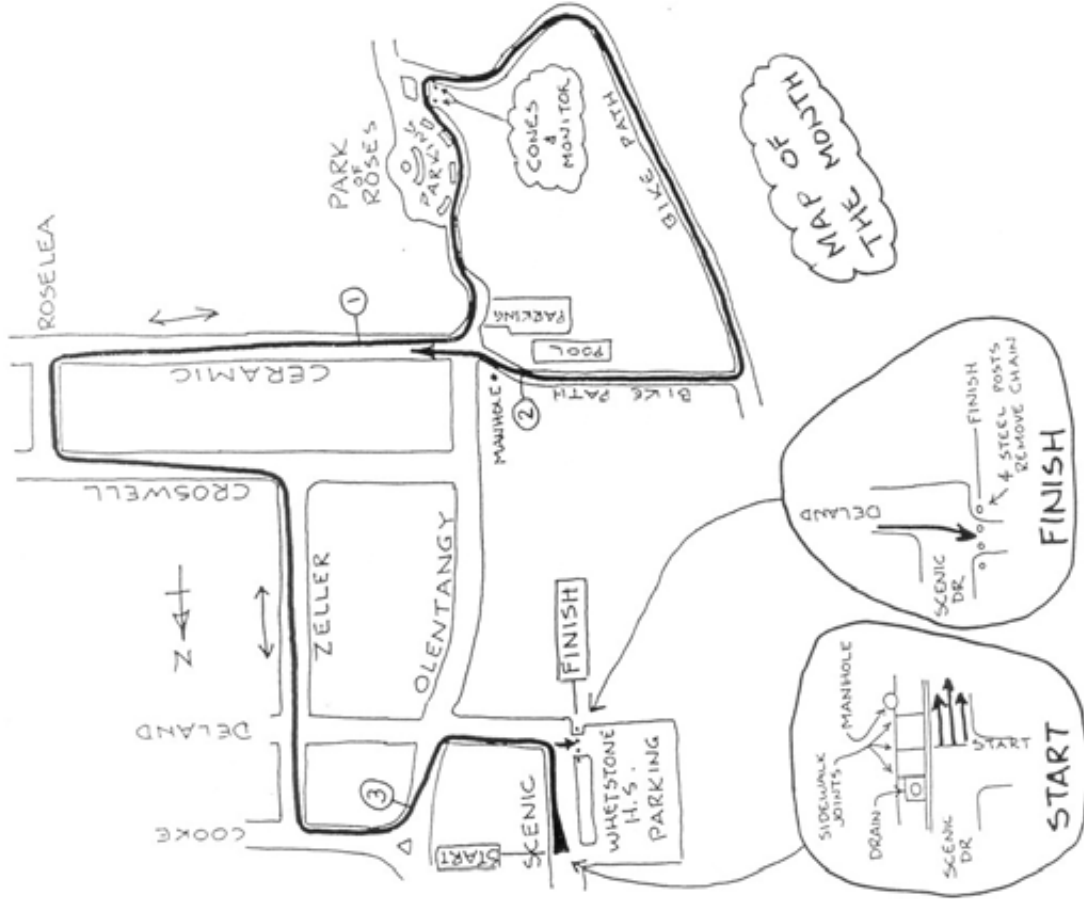 ROSELEA
PARK
OF
ROSES
PARKING
CONES
&
MONITOR
BIKE PATH
BIKE PATH
MAP OF
THE MONTH
1
CERAMIC
PARKING
POOL
MANHOLE
2
BIKE PATH
CROSWELL
N
ZELLER
OLENTANGY
DELAND
COOKE
3
START
SCENIC
FINISH
WHETSTONE
H.S.
PARKING
DELAND
SCENIC
DR
FINISH
4 STEEL POSTS
REMOVE CHAIN
FINISH
SIDEWALK
JOINTS
MANHOLE
DRAIN
SCENIC
DR
START
START